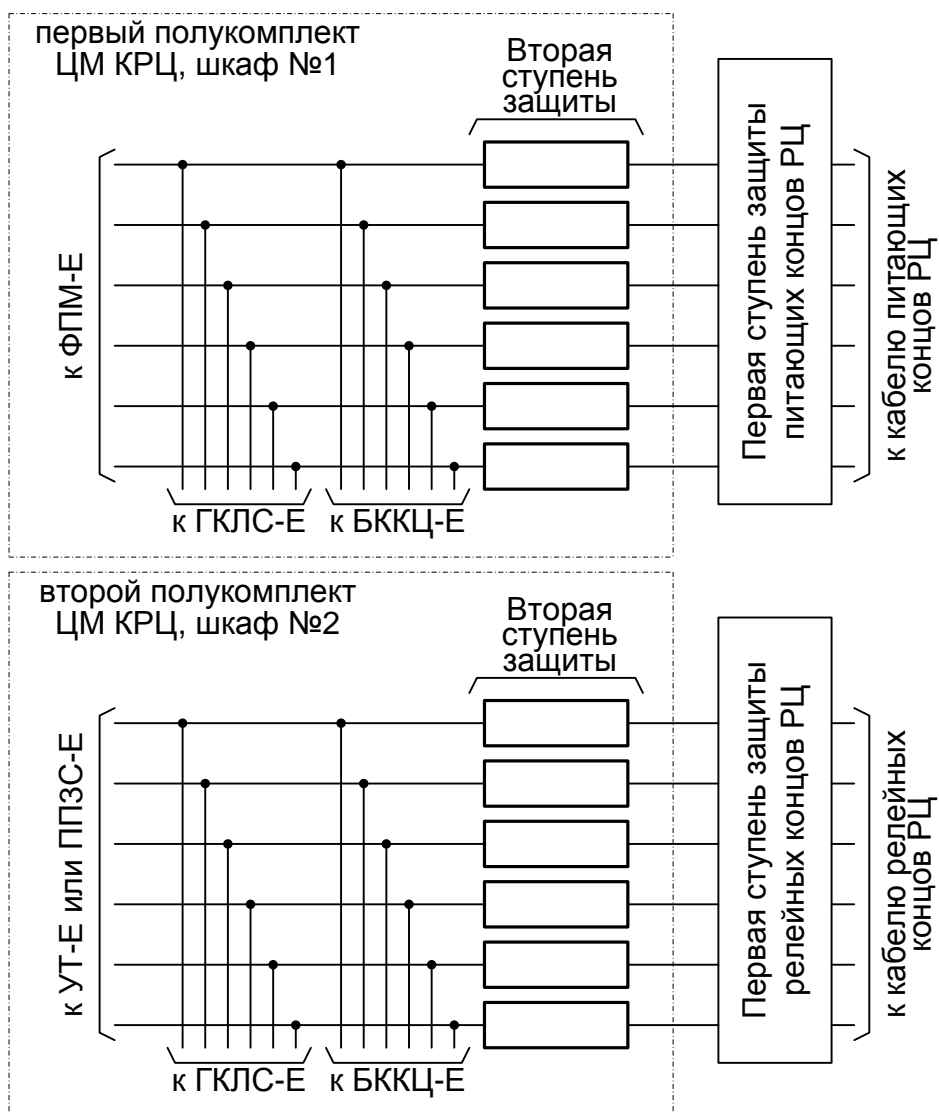 первый полукомплект
ЦМ КРЦ, шкаф №1
Вторая
ступень
защиты
к ФПМ-Е
Первая ступень защиты
питающих концов РЦ
к кабелю питающих
концов РЦ
к ГКЛС-Е
к БККЦ-Е
второй полукомплект
ЦМ КРЦ, шкаф №2
Вторая
ступень
защиты
к УТ-Е или ППЗС-Е
Первая ступень защиты
релейных концов РЦ
к кабелю релейных
концов РЦ
к ГКЛС-Е
к БККЦ-Е